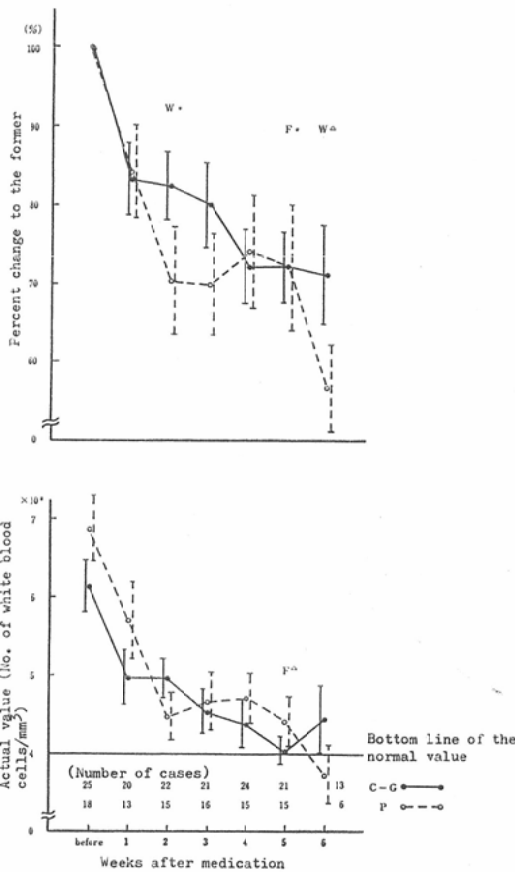 (%)
100
90
80
70
60
0
Percent change to the former
W *
F * W△
7
6
5
4
0
Actual value (No. of white blood
cells/mm³)
F△
Bottom line of the
normal value
(Number of cases)
25 20 22 21 24 21 13
18 13 15 16 15 15 6
C-G
P
before 1 2 3 4 5 6
Weeks after medication